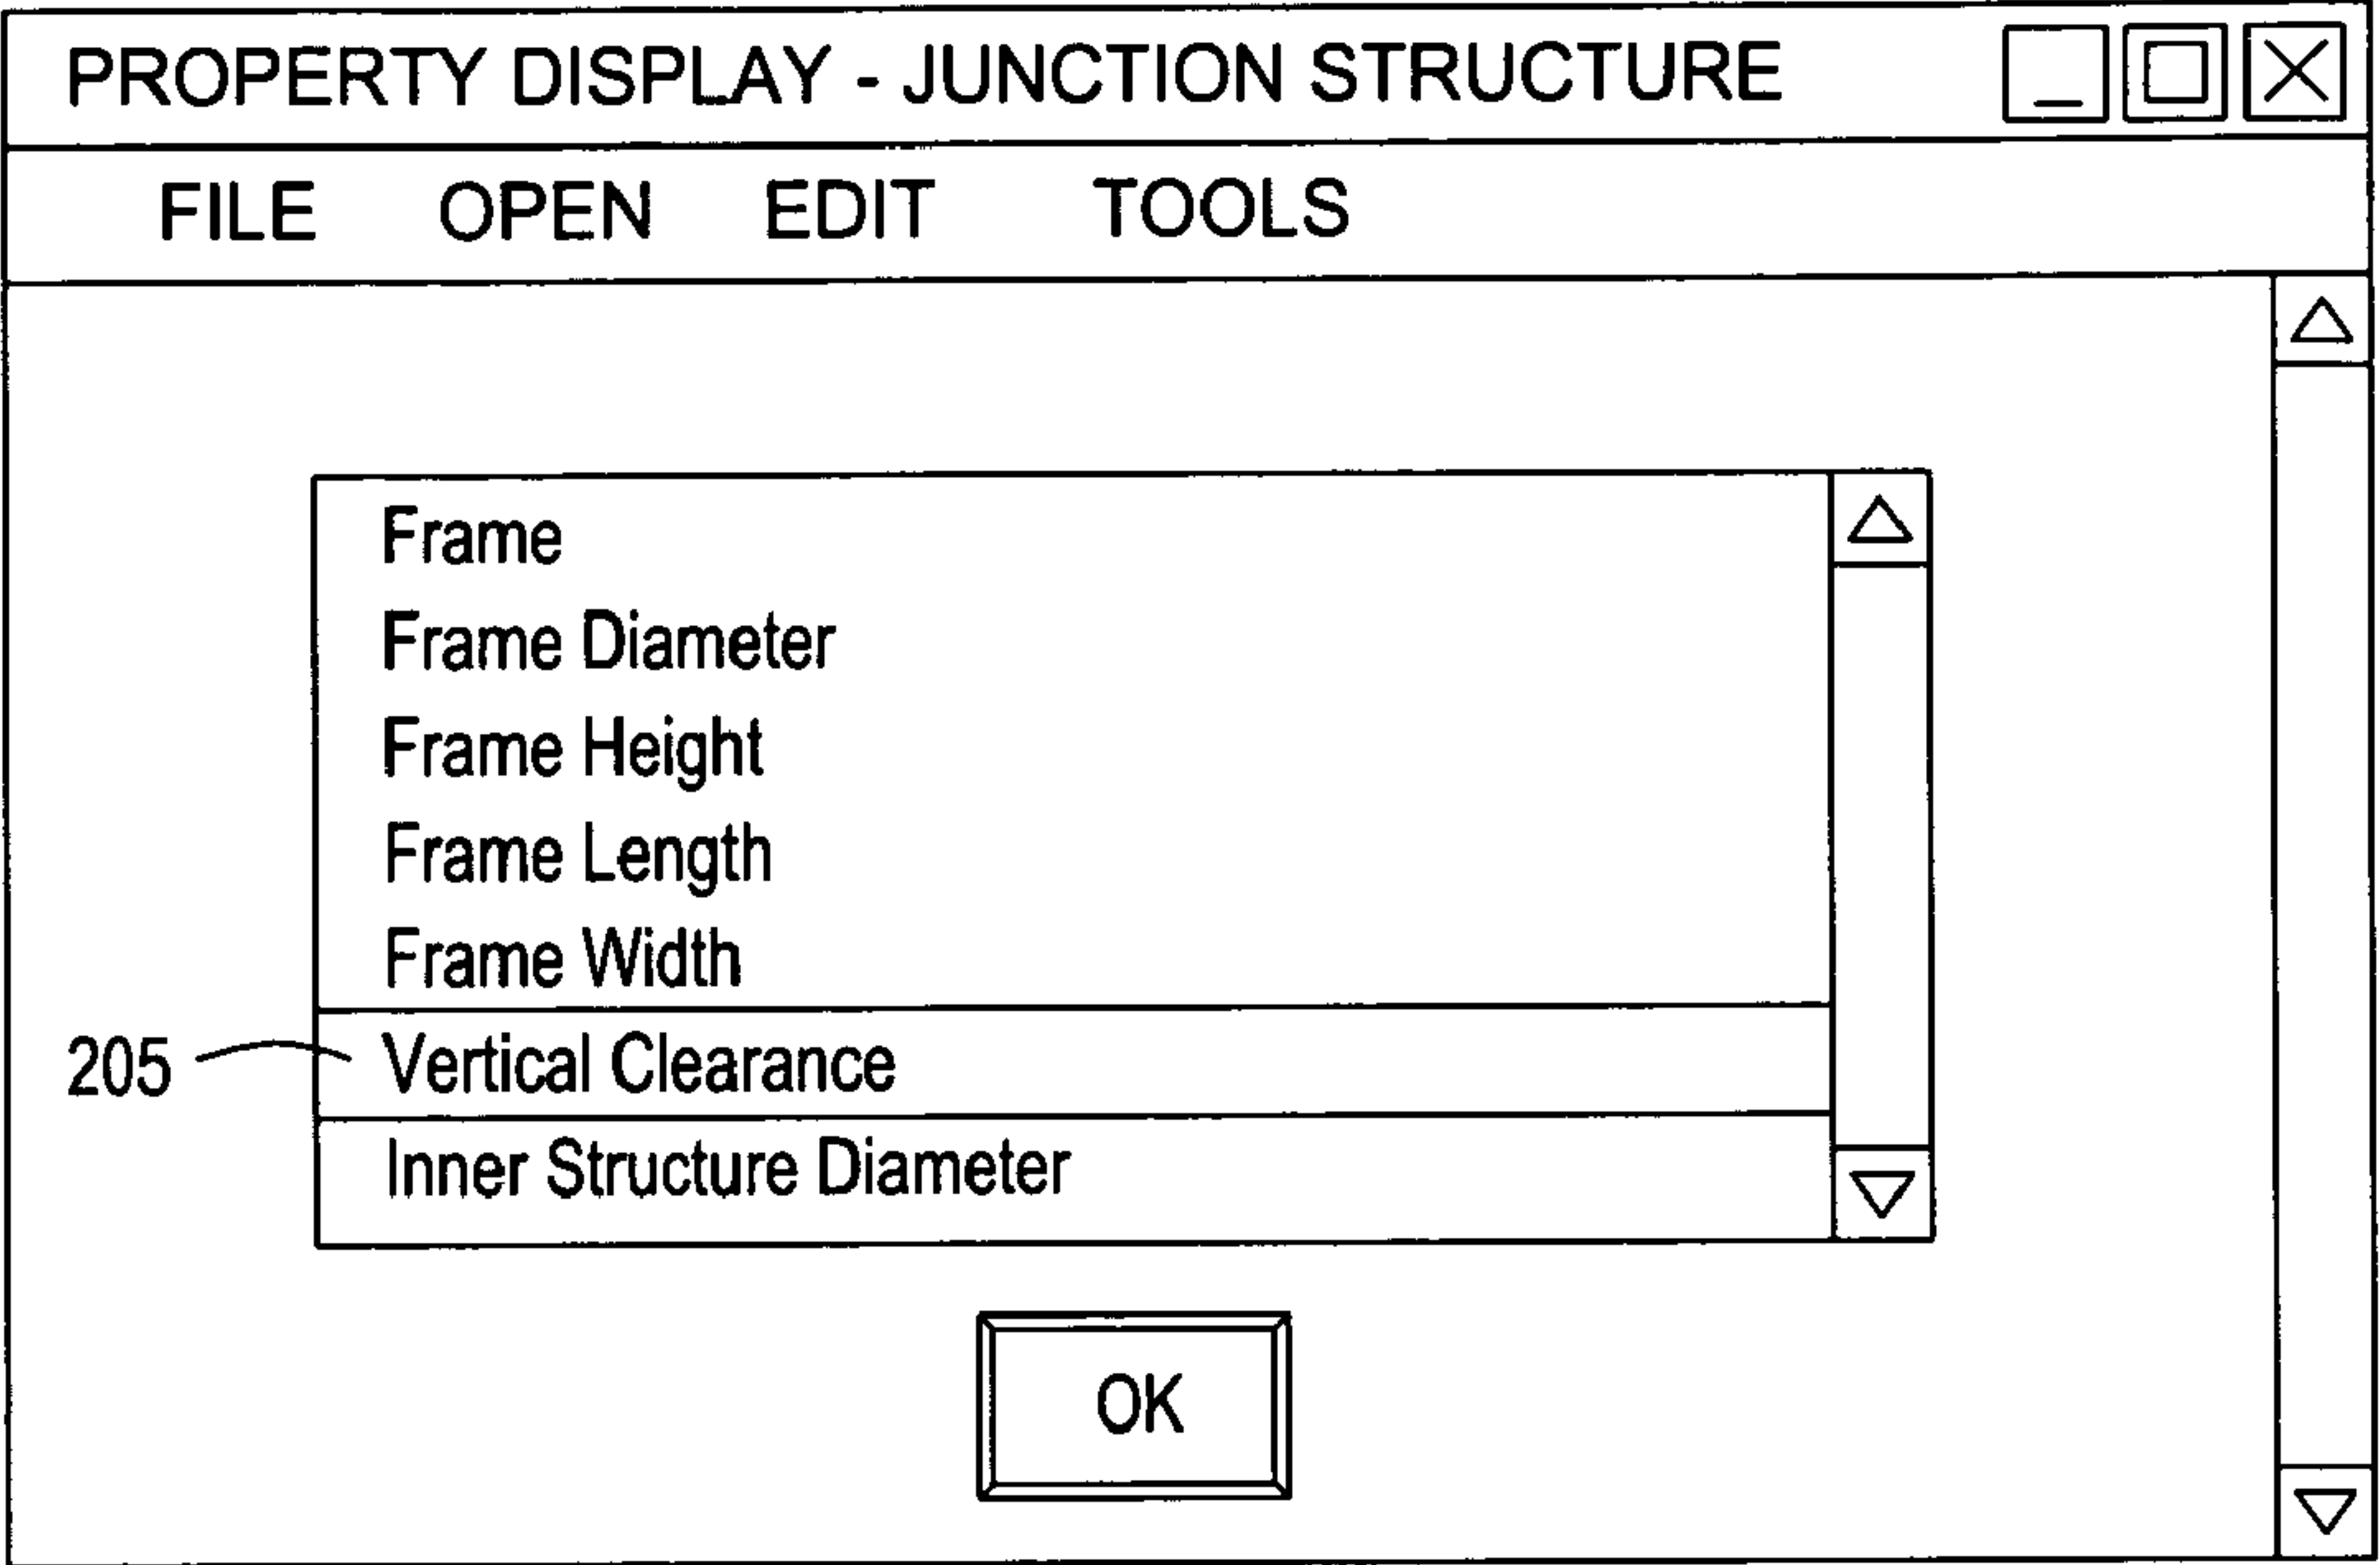 PROPERTY DISPLAY - JUNCTION STRUCTURE
FILE OPEN EDIT TOOLS
Frame
Frame Diameter
Frame Height
Frame Length
Frame Width
205 Vertical Clearance
Inner Structure Diameter
OK